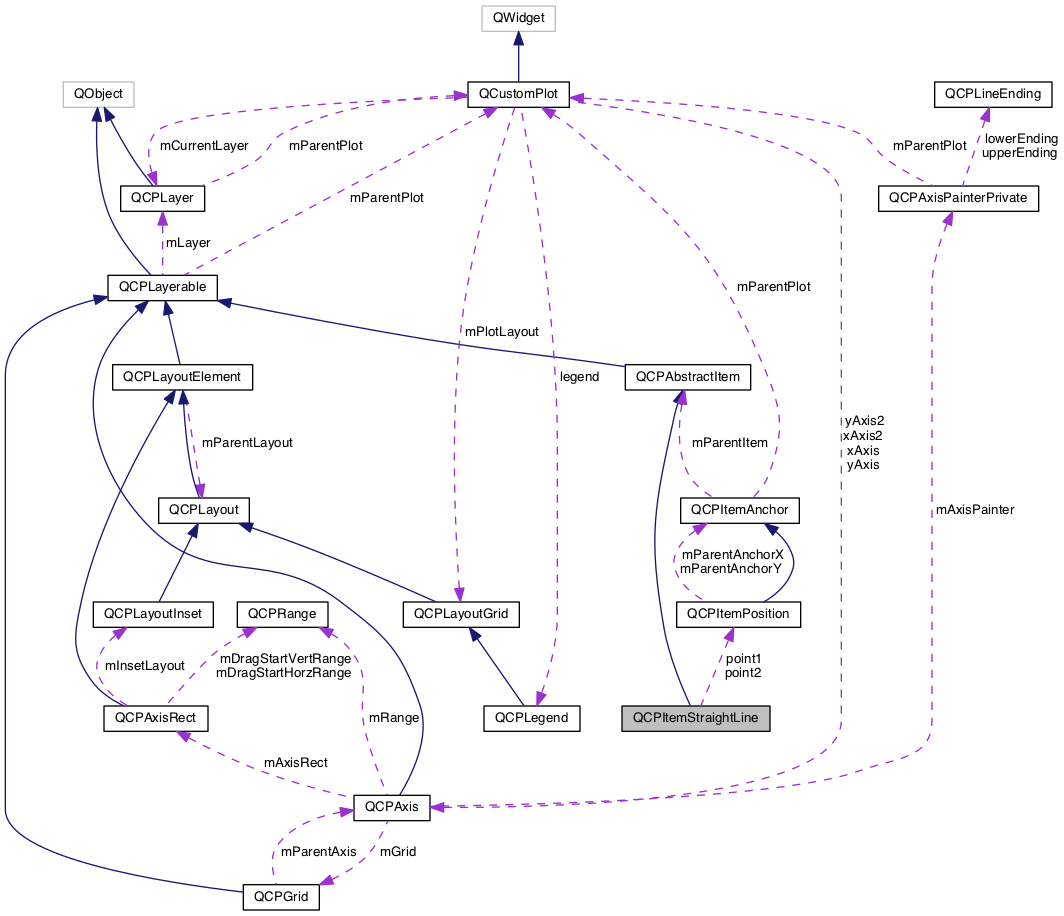 QWidget
QObject
QCustomPlot
QCPLineEnding
mCurrentLayer
mParentPlot
mParentPlot
lowerEnding
upperEnding
QCPLayer
mParentPlot
QCPAxisPainterPrivate
mLayer
QCPLayerable
mParentPlot
mPlotLayout
legend
QCPLayoutElement
QCPAbstractItem
yAxis2
xAxis2
xAxis
yAxis
mParentLayout
mParentItem
QCPLayout
QCPItemAnchor
mAxisPainter
mParentAnchorX
mParentAnchorY
QCPLayoutInset
QCPRange
QCPLayoutGrid
QCPItemPosition
mInsetLayout
mDragStartVertRange
mDragStartHorzRange
point1
point2
QCPAxisRect
mRange
QCPLegend
QCPItemStraightLine
mAxisRect
QCPAxis
mParentAxis
mGrid
QCPGrid